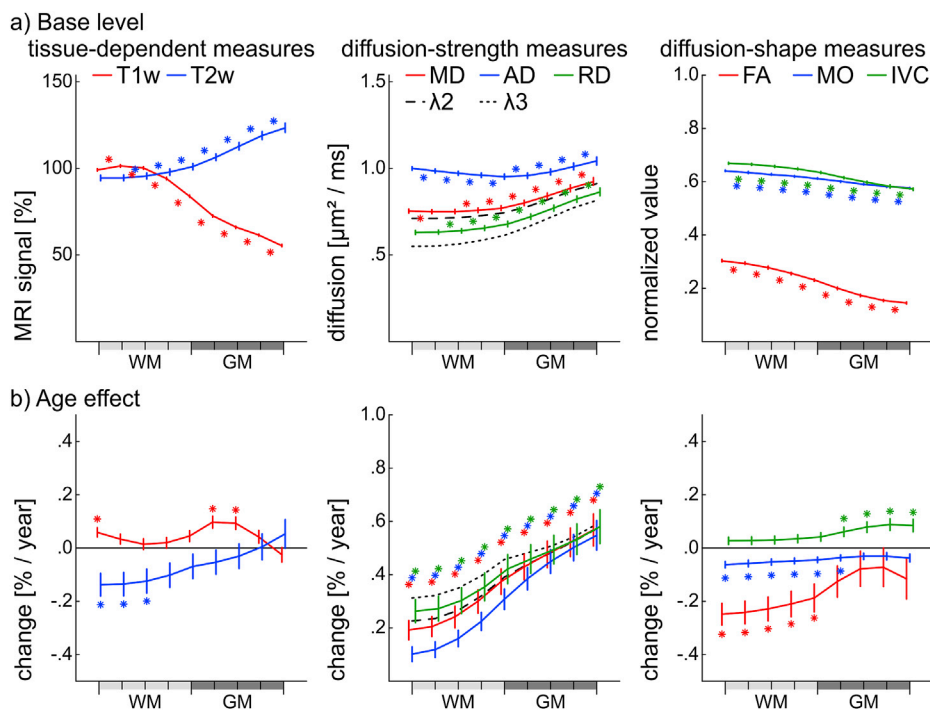 a) Base level
tissue-dependent measures
T1w T2w
MRI signal [%]
150
100
50
WM GM
diffusion-strength measures
MD AD RD
λ2 λ3
diffusion [µm² / ms]
1.5
1.0
.5
WM GM
diffusion-shape measures
FA MO IVC
normalized value
1.0
.8
.6
.4
.2
WM GM
b) Age effect
change [% / year]
.4
.2
.0
-.2
-.4
WM GM
change [% / year]
1.0
.8
.6
.4
.2
WM GM
change [% / year]
.4
.2
.0
-.2
-.4
WM GM